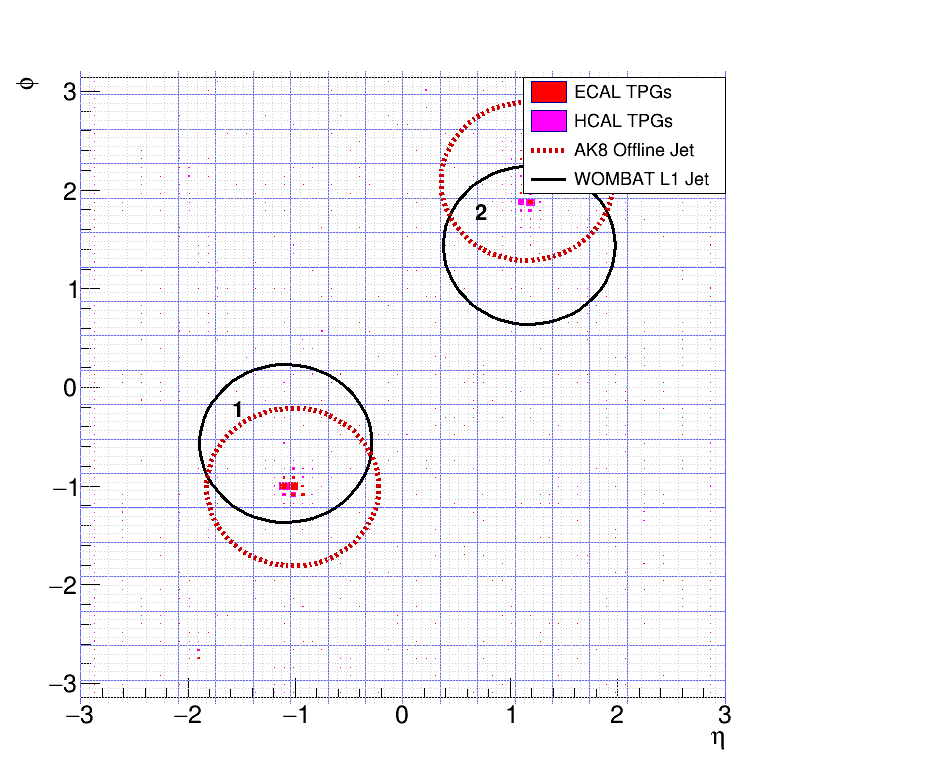 φ
3
2
1
0
−1
−2
−3
ECAL TPGs
HCAL TPGs
AK8 Offline Jet
WOMBAT L1 Jet
2
1
−3 −2 −1 0 1 2 3
η